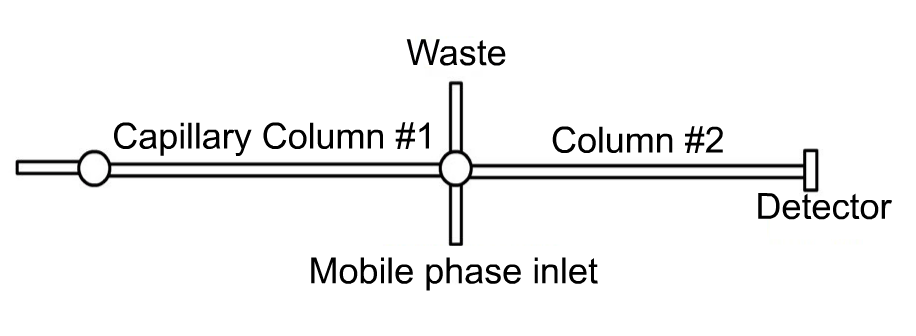 Waste
Capillary Column #1
Column #2
Detector
Mobile phase inlet